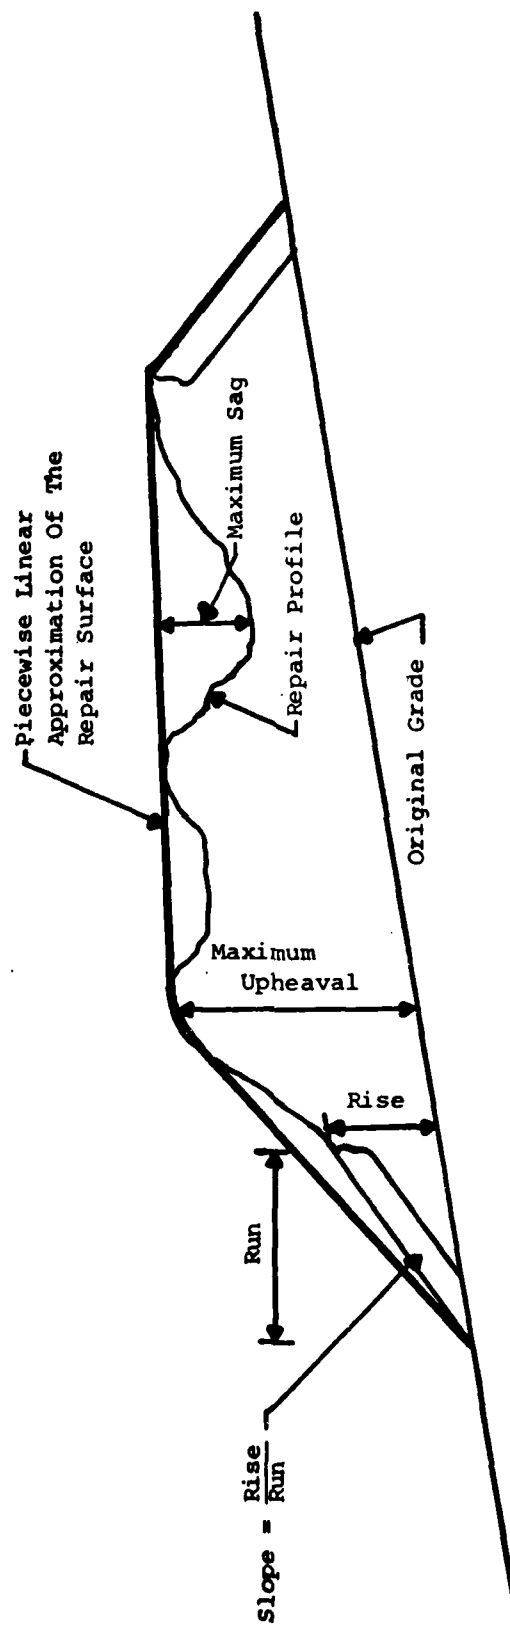 Piecewise Linear
Approximation Of The
Repair Surface
Maximum Sag
Repair Profile
Original Grade
Maximum
Upheaval
Rise
Run
Slope = Rise
Run